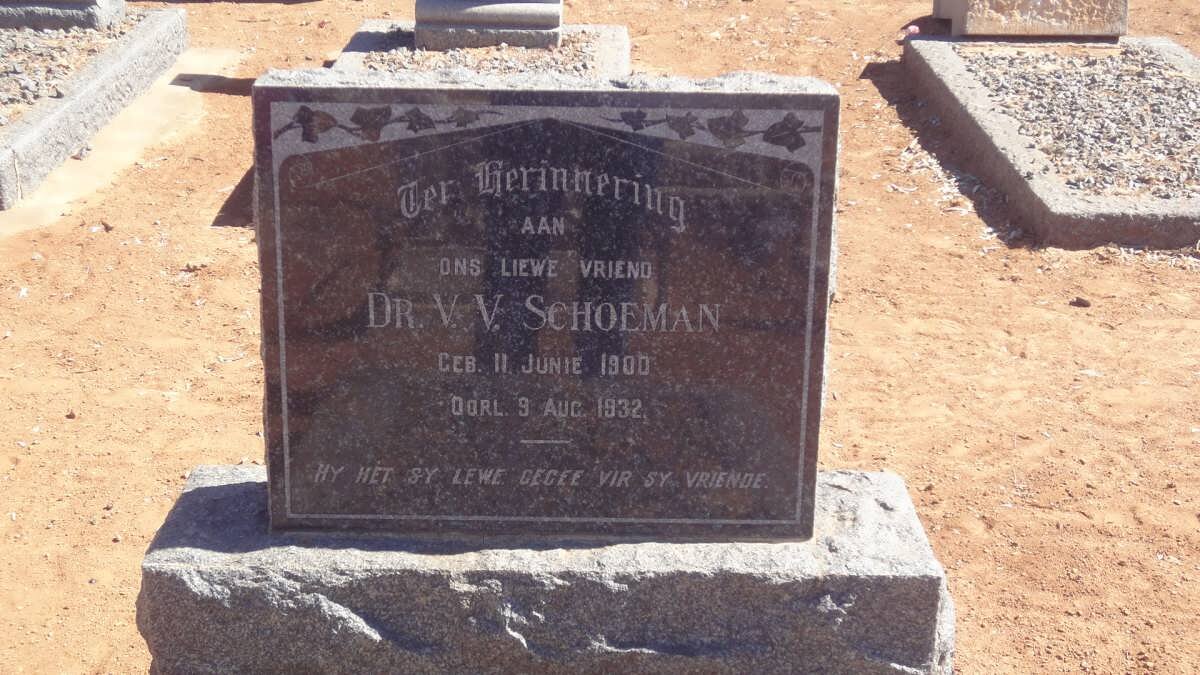 Ter Herinnering
AAN
ONS LIEWE VRIEND
DR. V. V. SCHOEMAN
GEB. 11 JUNIE 1900
OORL. 9 AUG. 1932.
HY HET SY LEWE GEGEE VIR SY VRIENDE.